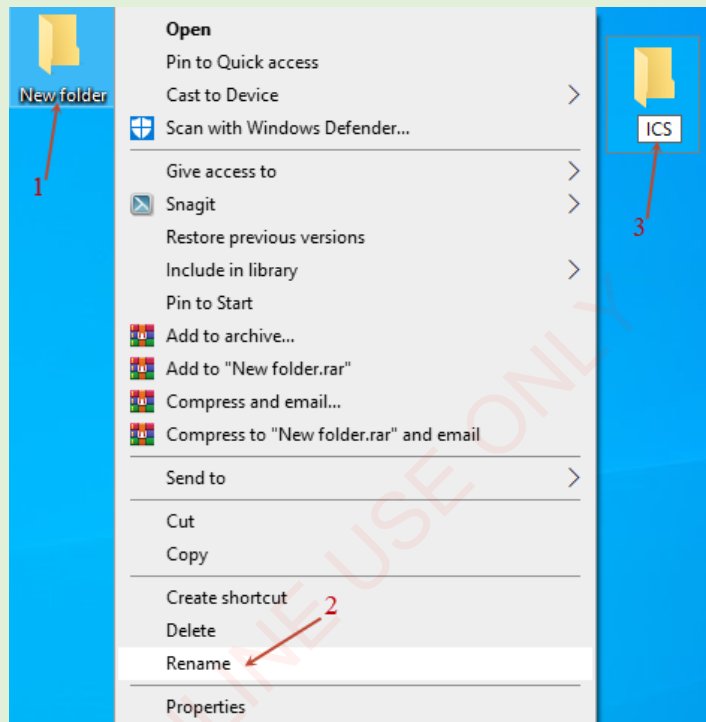 New folder
1
Open
Pin to Quick access
Cast to Device
Scan with Windows Defender...
Give access to
Snagit
Restore previous versions
Include in library
Pin to Start
Add to archive...
Add to "New folder.rar"
Compress and email...
Compress to "New folder.rar" and email
Send to
Cut
Copy
Create shortcut
2
Delete
Rename
Properties
ICS
3
LINE USE ONLY